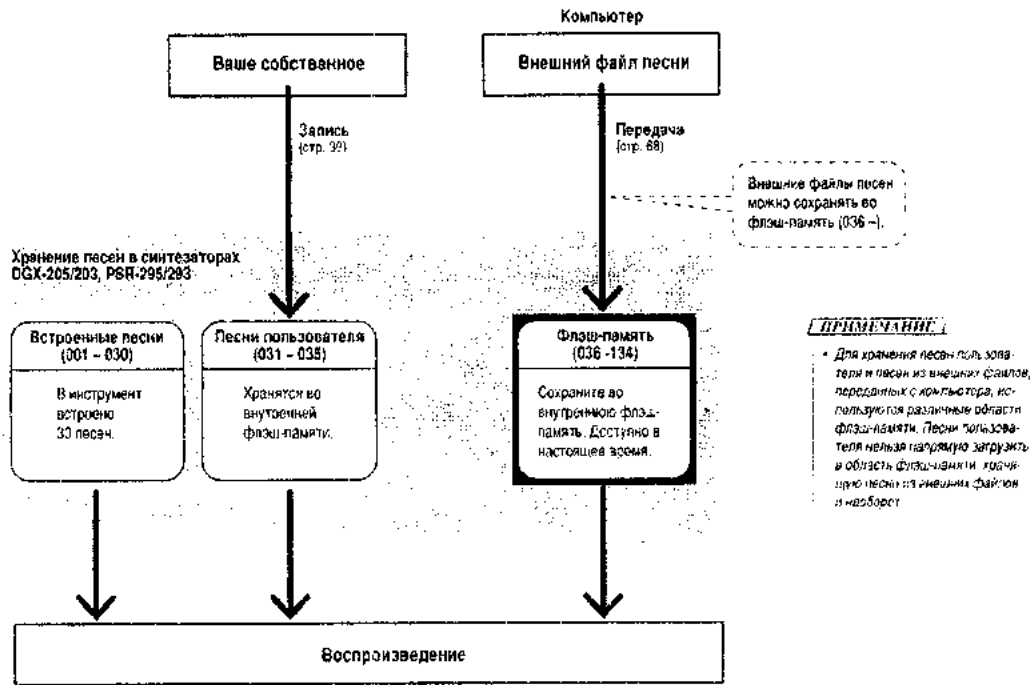 Компьютер
Ваше собственное
Внешний файл песни
Запись
(стр. 39)
Передача
(стр. 68)
Внешние файлы песен
можно сохранять во
флэш-память (036 –).
Хранение песен в синтезаторах
DGX-205/203, PSR-295/293
Встроенные песни
(001 – 030)
В инструмент
встроено
30 песен.
Песни пользователя
(031 – 035)
Хранятся во
внутренней
флэш-памяти.
Флэш-память
(036 -134)
Сохраните во
внутреннюю флэш-
память. Доступно в
настоящее время.
ПРИМЕЧАНИЕ
• Для хранения песен пользова-
теля и песен из внешних файлов,
переданных с компьютера, ис-
пользуются различные области
флэш-памяти. Песни пользова-
теля нельзя напрямую загрузить
в область флэш-памяти, храня-
щую песни из внешних файлов
и наоборот
Воспроизведение